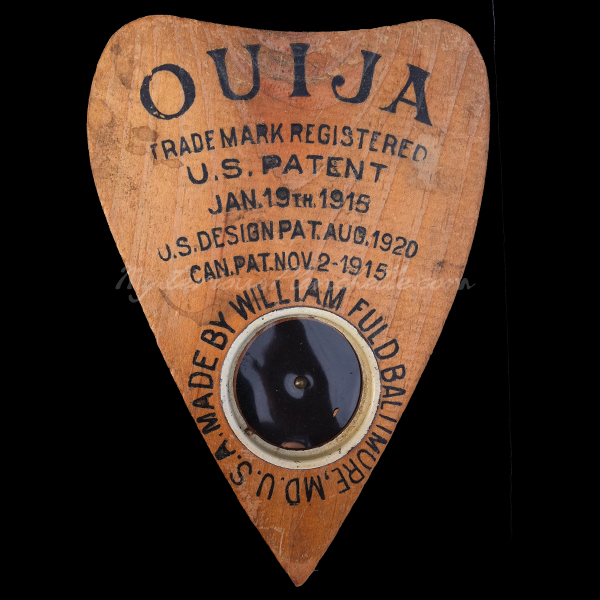 OUIJA
TRADE MARK REGISTERED
U.S. PATENT
JAN.19TH.1915
U.S.DESIGN PAT.AUG.1920
CAN.PAT.NOV.2-1915
MADE BY WILLIAM FULD BALTIMORE,MD.U.S.A.